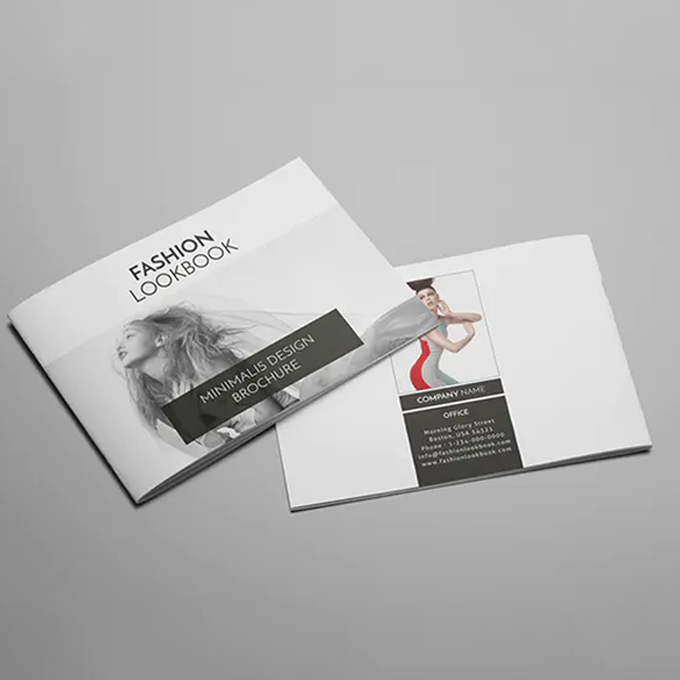 FASHION
LOOKBOOK
MINIMALIS DESIGN
BROCHURE
COMPANY NAME
OFFICE
Morning Glory Street
Boston, USA 54321
Phone : 5-234-000-0000
info@fashionlookbook.com
www.fashionlookbook.com